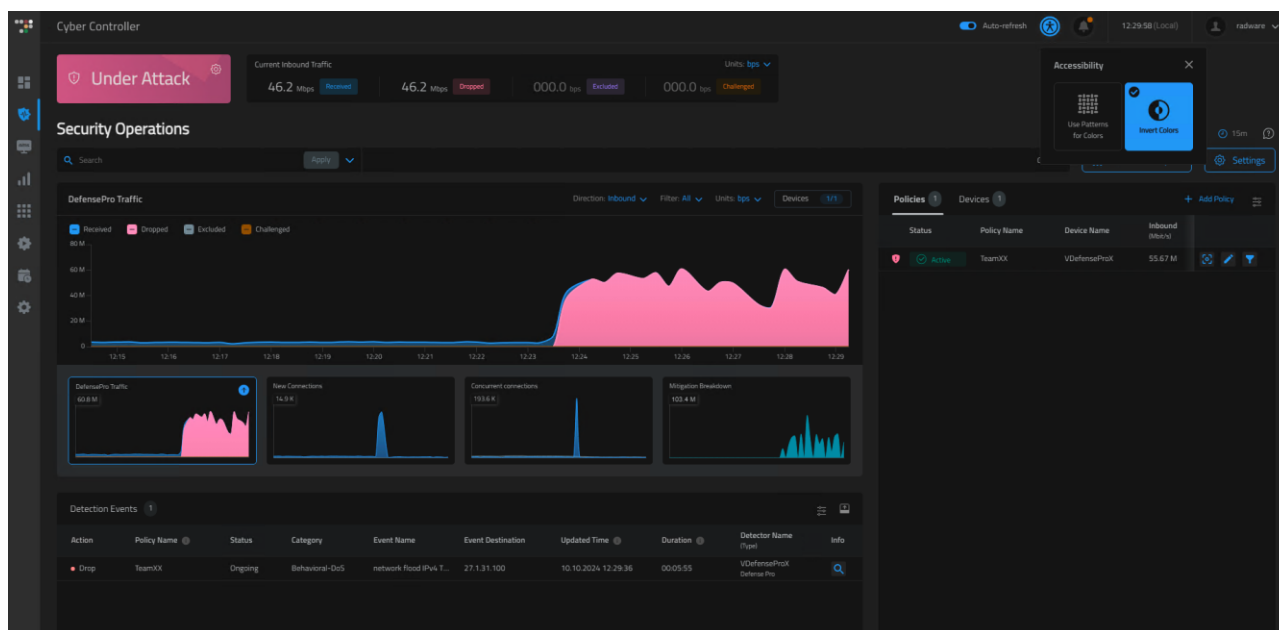 Cyber Controller
Auto-refresh
12:29:58 (Local)
radware
Under Attack
Current Inbound Traffic
Units: bps
46.2 Mbps Received
46.2 Mbps Dropped
000.0 bps Excluded
000.0 bps Challenged
Accessibility
Use Patterns
for Colors
Invert Colors
Security Operations
15m
Search
Apply
Settings
DefensePro Traffic
Direction: Inbound
Filter: All
Units: bps
Devices 1/1
Received
Dropped
Excluded
Challenged
80 M
60 M
40 M
20 M
0
12:15 12:16 12:17 12:18 12:19 12:20 12:21 12:22 12:23 12:24 12:25 12:26 12:27 12:28 12:29
DefensePro Traffic
60.8 M
New Connections
14.9 K
Concurrent connections
193.6 K
Mitigation Breakdown
103.4 M
Policies 1
Devices 1
+ Add Policy
Status Policy Name Device Name Inbound
(Mbit/s)
Active TeamXX VDefenseProX 55.67 M
Detection Events 1
Action Policy Name Status Category Event Name Event Destination Updated Time Duration Detector Name Info
(Type)
Drop TeamXX Ongoing Behavioral-DoS network flood IPv4 T... 27.1.31.100 10.10.2024 12:29:36 00:05:55 VDefenseProX
Defense Pro